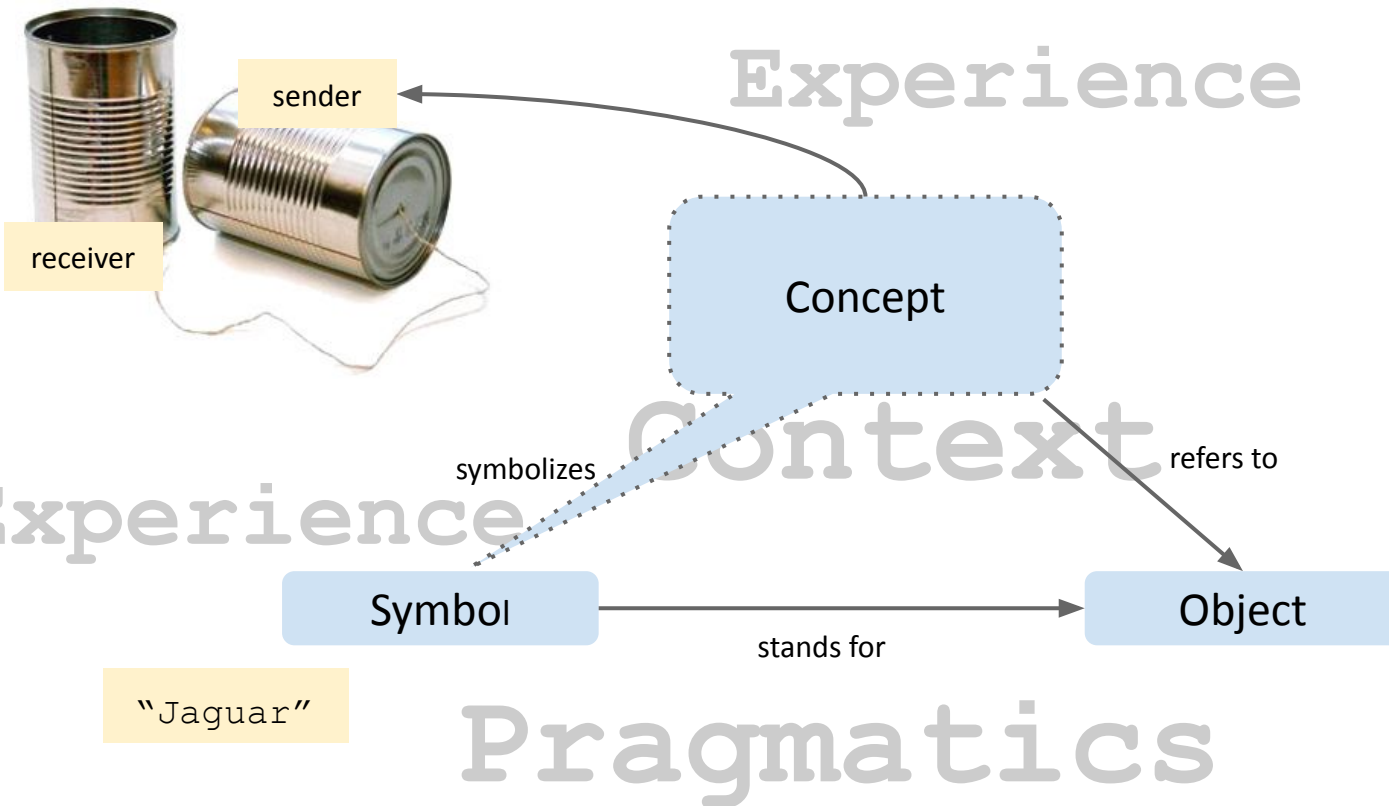 Experience
sender
receiver
Concept
Context
symbolizes
refers to
Experience
Symbol
Object
stands for
“Jaguar”
Pragmatics